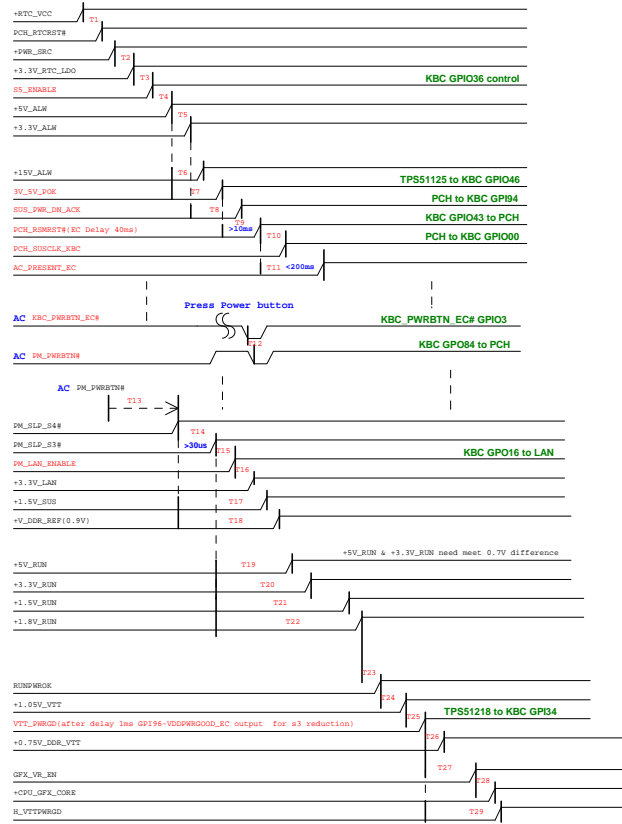 +RTC_VCC
T1
PCH_RTCRST#
+PWR_SRC
T2
+3.3V_RTC_LDO
T3
KBC GPIO36 control
S5_ENABLE
T4
+5V_ALW
T5
+3.3V_ALW
+15V_ALW
T6
TPS51125 to KBC GPIO46
3V_5V_POK
T7
PCH to KBC GPI94
SUS_PWR_DN_ACK
T8
T9
KBC GPIO43 to PCH
PCH_RSMRST#(EC Delay 40ms)
>10ms
T10
PCH to KBC GPIO00
PCH_SUSCLK_KBC
AC_PRESENT_EC
T11 <200ms
Press Power button
AC KBC_PWRBTN_EC#
KBC_PWRBTN_EC# GPIO3
T12
KBC GPO84 to PCH
AC PM_PWRBTN#
AC PM_PWRBTN#
T13
PM_SLP_S4#
T14
PM_SLP_S3#
>30us
T15
KBC GPO16 to LAN
PM_LAN_ENABLE
T16
+3.3V_LAN
+1.5V_SUS
T17
+V_DDR_REF(0.9V)
T18
+5V_RUN & +3.3V_RUN need meet 0.7V difference
+5V_RUN
T19
+3.3V_RUN
T20
+1.5V_RUN
T21
+1.8V_RUN
T22
T23
RUNPWROK
T24
+1.05V_VTT
TPS51218 to KBC GPI34
T25
VTT_PWRGD(after delay 1ms GPI96-VDDPWRGOOD_EC output for s3 reduction)
T26
+0.75V_DDR_VTT
T27
GFX_VR_EN
T28
+CPU_GFX_CORE
H_VTTPWRGD
T29